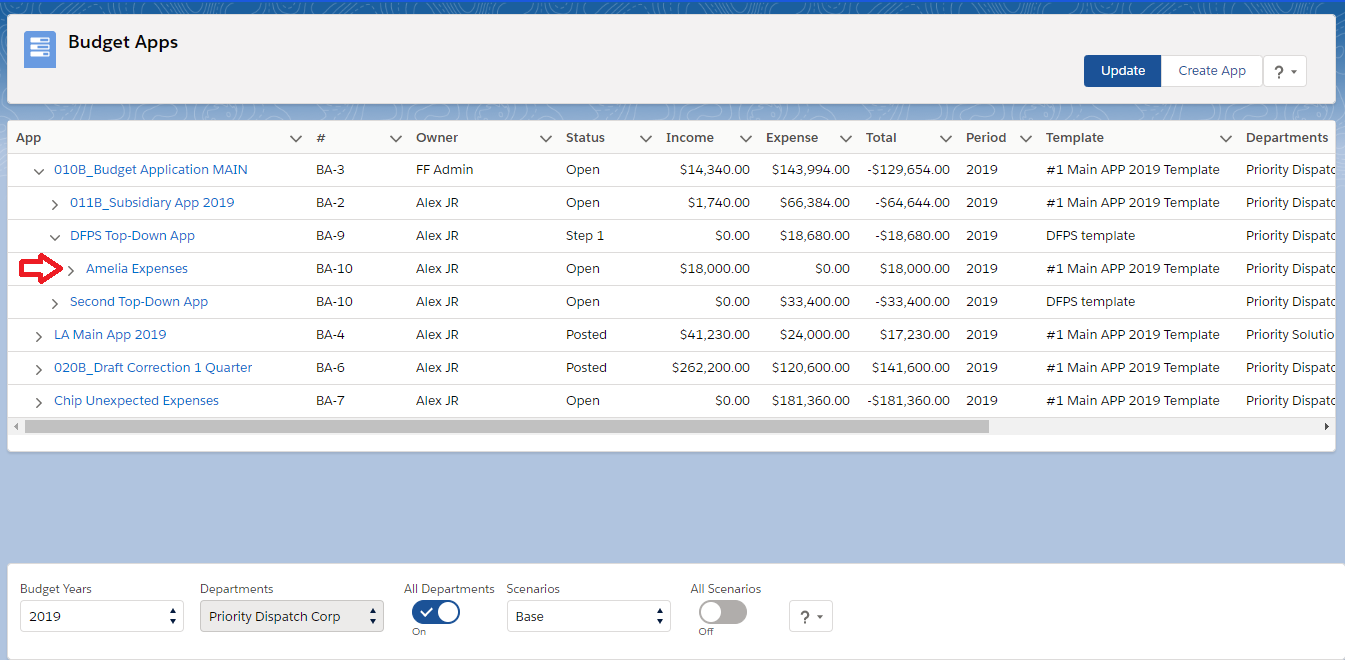 Budget Apps
Update Create App ?
App # Owner Status Income Expense Total Period Template Departments
010B_Budget Application MAIN BA-3 FF Admin Open $14,340.00 $143,994.00 -$129,654.00 2019 #1 Main APP 2019 Template Priority Dispatc
011B_Subsidiary App 2019 BA-2 Alex JR Open $1,740.00 $66,384.00 -$64,644.00 2019 #1 Main APP 2019 Template Priority Dispatc
DFPS Top-Down App BA-9 Alex JR Step 1 $0.00 $18,680.00 -$18,680.00 2019 DFPS template Priority Dispatc
Amelia Expenses BA-10 Alex JR Open $18,000.00 $0.00 $18,000.00 2019 #1 Main APP 2019 Template Priority Dispatc
Second Top-Down App BA-10 Alex JR Open $0.00 $33,400.00 -$33,400.00 2019 DFPS template Priority Dispatc
LA Main App 2019 BA-4 Alex JR Posted $41,230.00 $24,000.00 $17,230.00 2019 #1 Main APP 2019 Template Priority Solutio
020B_Draft Correction 1 Quarter BA-6 Alex JR Posted $262,200.00 $120,600.00 $141,600.00 2019 #1 Main APP 2019 Template Priority Dispatc
Chip Unexpected Expenses BA-7 Alex JR Open $0.00 $181,360.00 -$181,360.00 2019 #1 Main APP 2019 Template Priority Dispatc
Budget Years Departments All Departments Scenarios All Scenarios
2019 Priority Dispatch Corp Base ?
On Off